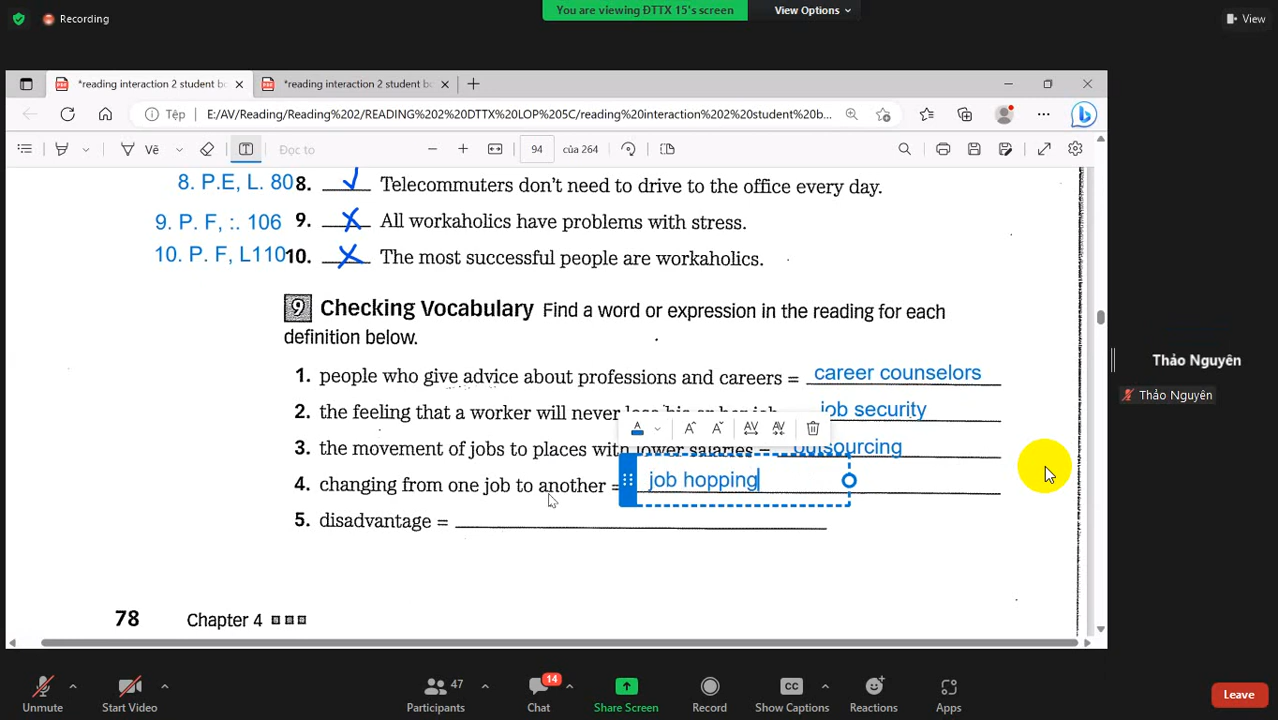 Recording
You are viewing ĐTTX 15's screen
View Options
View
*reading interaction 2 student bo
*reading interaction 2 student bo
Tệp
E:/AV/Reading/Reading%202/READING%202%20DTTX%20LOP%205C/reading%20interaction%202%20student%20b...
Vẽ
Đọc to
94
của 264
8. P.E, L. 80
8. Telecommuters don't need to drive to the office every day.
9. P. F, :. 106
9. All workaholics have problems with stress.
10. P. F, L110
10. The most successful people are workaholics.
9 Checking Vocabulary Find a word or expression in the reading for each
definition below.
1. people who give advice about professions and careers = career counselors
2. the feeling that a worker will never job security
3. the movement of jobs to places with lower salaries = outsourcing
4. changing from one job to another = job hopping
5. disadvantage =
78 Chapter 4
Thảo Nguyên
Thảo Nguyên
Unmute
Start Video
47
Participants
14
Chat
Share Screen
Record
CC
Show Captions
Reactions
Apps
Leave